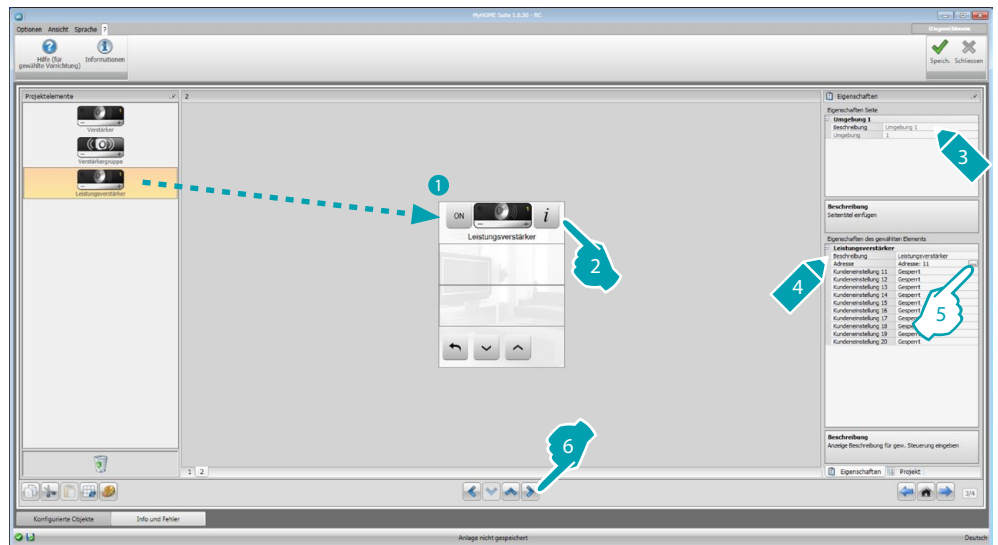 MyHOME Suite 1.0.30 - RC
Optionen Ansicht Sprache ?
Hilfe (für
gewählte Vorrichtung)
Informationen
Speich. Schliessen
Projektelemente
Verstärker
Verstärkergruppe
Leistungsverstärker
2
1
ON
i
Leistungsverstärker
2
Eigenschaften
Eigenschaften Seite
Umgebung 1
Beschreibung Umgebung 1
Umgebung 1
3
Beschreibung
Seitentitel einfügen
Eigenschaften des gewählten Elements
Leistungsverstärker
Beschreibung Leistungsverstärker
Adresse Adresse: 11 ...
Kundeneinstellung 11 Gesperrt
Kundeneinstellung 12 Gesperrt
Kundeneinstellung 13 Gesperrt
Kundeneinstellung 14 Gesperrt
Kundeneinstellung 15 Gesperrt
Kundeneinstellung 16 Gesperrt
Kundeneinstellung 17 Gesperrt
Kundeneinstellung 18 Gesperrt
Kundeneinstellung 19 Gesperrt
Kundeneinstellung 20 Gesperrt
4
5
Beschreibung
Anzeige Beschreibung für gew. Steuerung eingeben
6
1 2
Eigenschaften Projekt
3/4
Konfigurierte Objekte Info und Fehler
Anlage nicht gespeichert
Deutsch